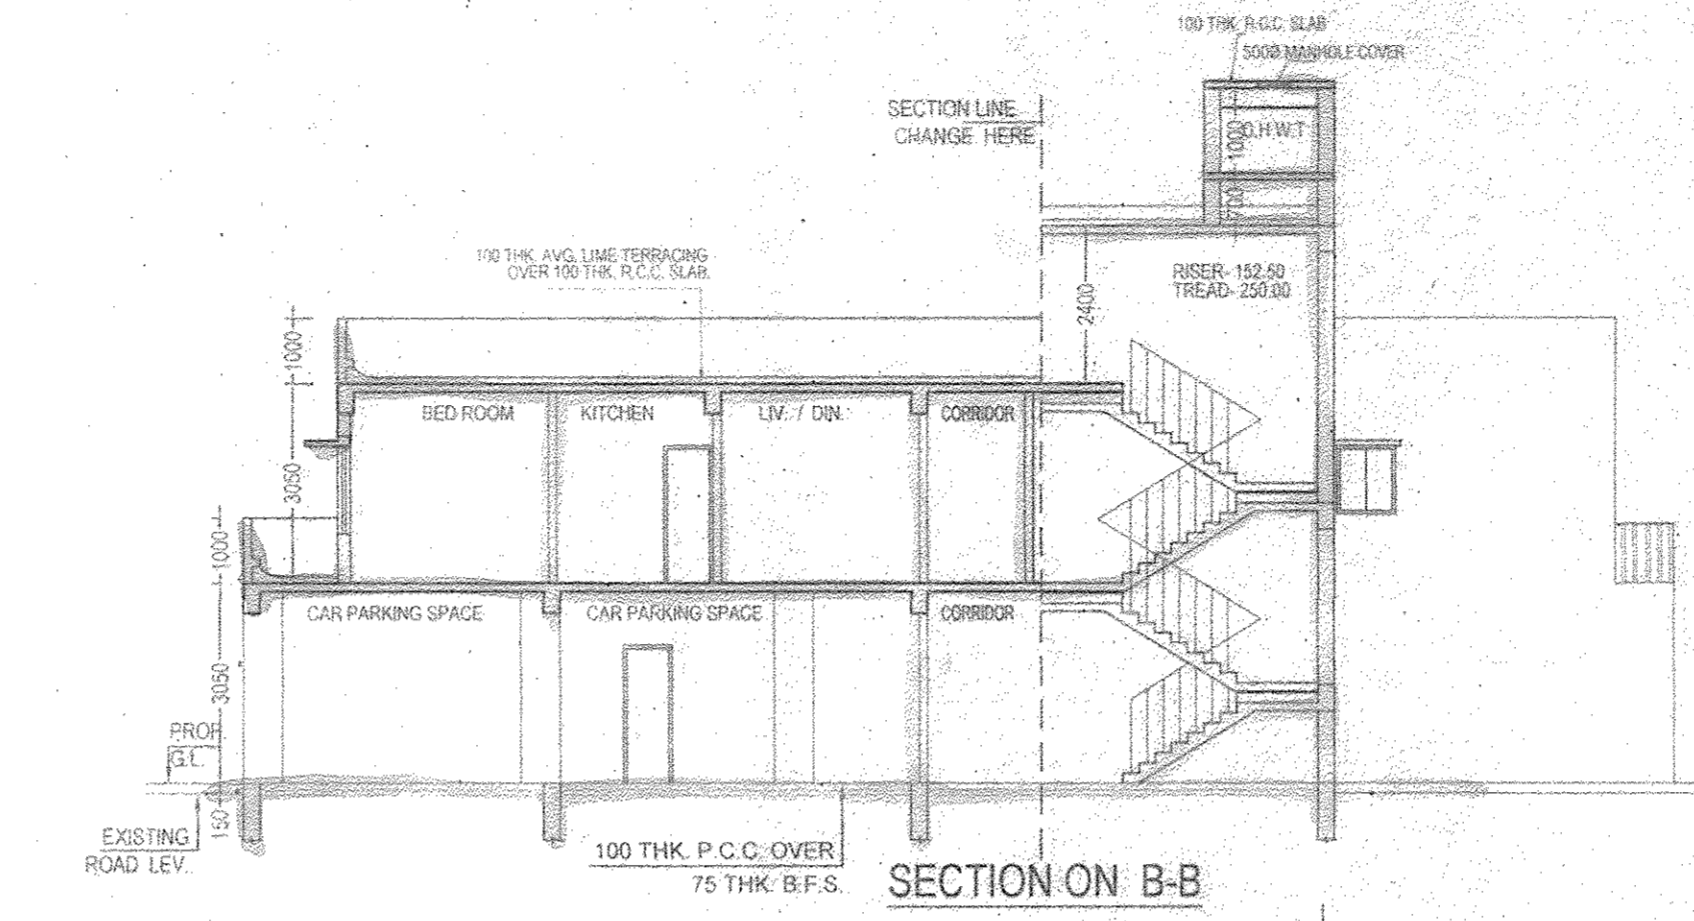 100 THK. R.C.C. SLAB
500Ø MANHOLE COVER
SECTION LINE
CHANGE HERE
O.H.W.T
1000
700
100 THK. AVG. LIME TERRACING
OVER 100 THK. R.C.C. SLAB.
RISER- 152.50
TREAD- 250.00
2400
1000
BED ROOM
KITCHEN
LIV. / DIN.
CORRIDOR
3050
1000
CAR PARKING SPACE
CAR PARKING SPACE
CORRIDOR
3050
PROP.
G.L.
150
EXISTING
ROAD LEV.
100 THK. P.C.C. OVER
75 THK. B.F.S.
SECTION ON B-B